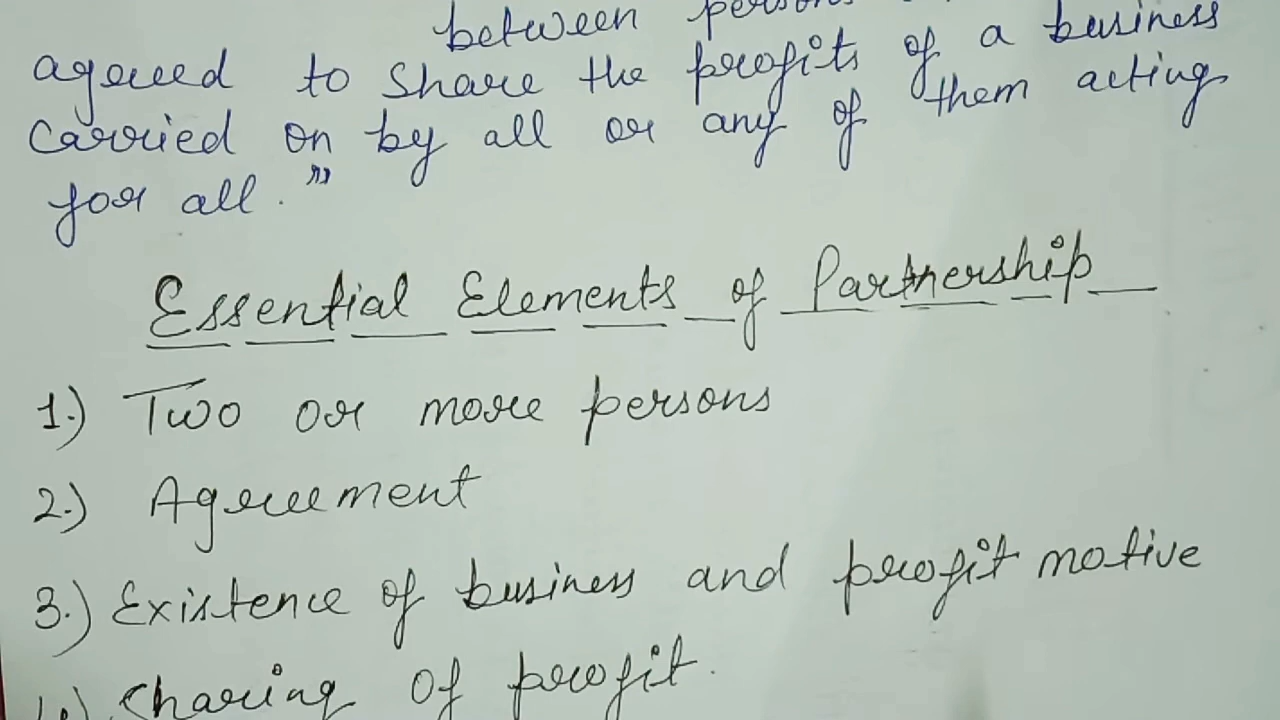 between persons
agreed to share the profits of a business
carried on by all or any of them acting
for all."
Essential Elements of Partnership
1.) Two or more persons
2.) Agreement
3.) Existence of business and profit motive
4.) Sharing of profit.